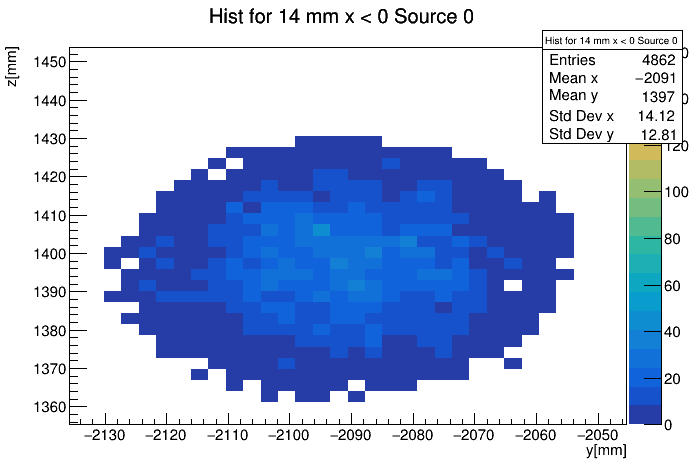 Hist for 14 mm x < 0 Source 0
Hist for 14 mm x < 0 Source 0
Entries 4862
Mean x −2091
Mean y 1397
Std Dev x 14.12
Std Dev y 12.81
z[mm]
1450
1440
1430
1420
1410
1400
1390
1380
1370
1360
−2130 −2120 −2110 −2100 −2090 −2080 −2070 −2060 −2050
y[mm]
120
100
80
60
40
20
0